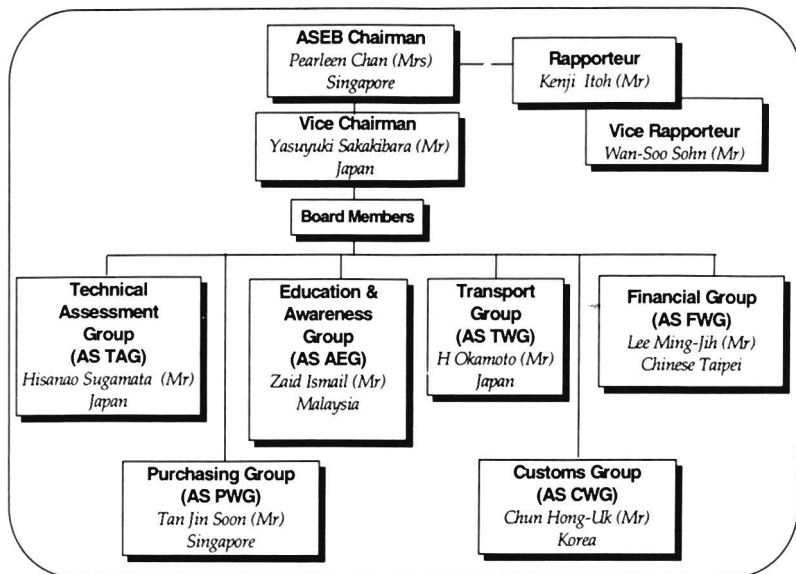 ASEB Chairman
Pearleen Chan (Mrs)
Singapore
Rapporteur
Kenji Itoh (Mr)
Vice Chairman
Yasuyuki Sakakibara (Mr)
Japan
Vice Rapporteur
Wan-Soo Sohn (Mr)
Board Members
Technical
Assessment
Group
(AS TAG)
Hisanao Sugamata (Mr)
Japan
Education &
Awareness
Group
(AS AEG)
Zaid Ismail (Mr)
Malaysia
Transport
Group
(AS TWG)
H Okamoto (Mr)
Japan
Financial Group
(AS FWG)
Lee Ming-Jih (Mr)
Chinese Taipei
Purchasing Group
(AS PWG)
Tan Jin Soon (Mr)
Singapore
Customs Group
(AS CWG)
Chun Hong-Uk (Mr)
Korea